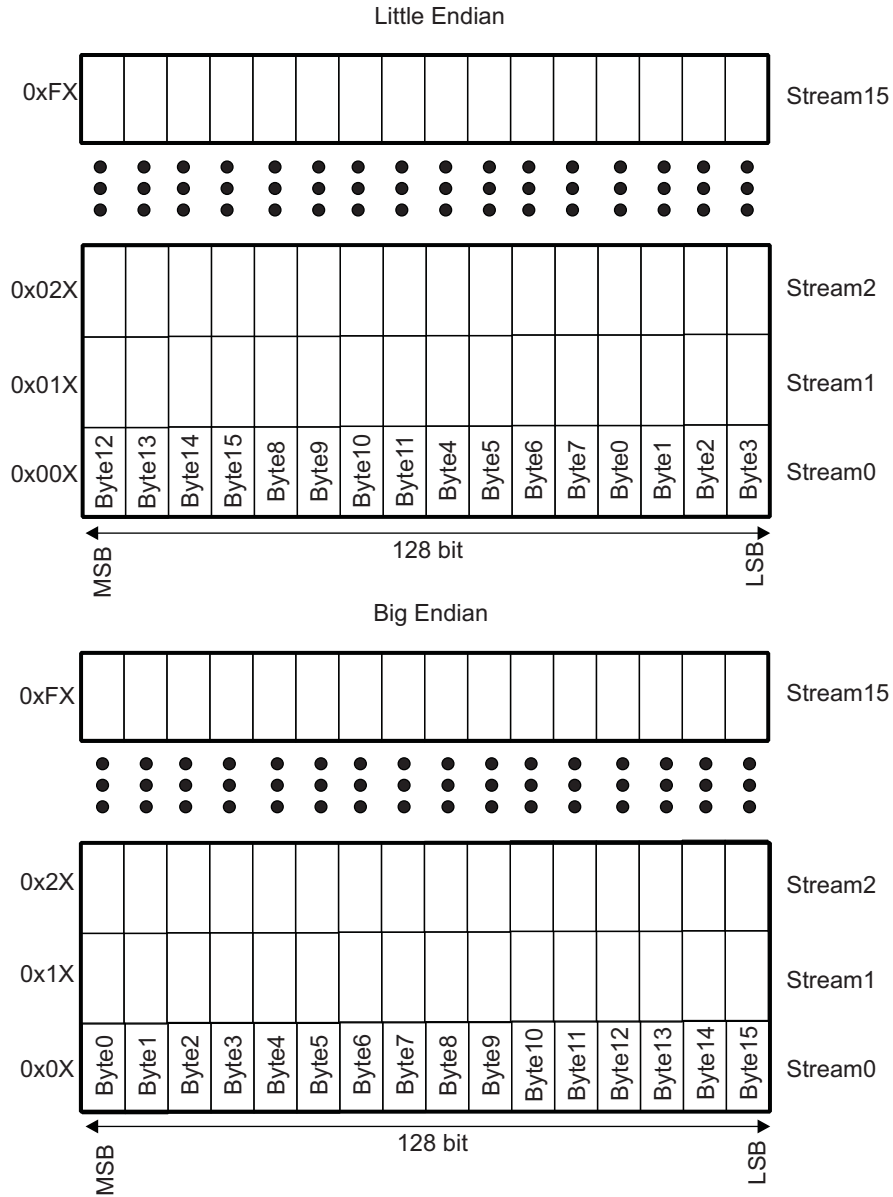 Little Endian
0xFX Stream15
0x02X Stream2
0x01X Stream1
0x00X Byte12 Byte13 Byte14 Byte15 Byte8 Byte9 Byte10 Byte11 Byte4 Byte5 Byte6 Byte7 Byte0 Byte1 Byte2 Byte3 Stream0
MSB 128 bit LSB
Big Endian
0xFX Stream15
0x2X Stream2
0x1X Stream1
0x0X Byte0 Byte1 Byte2 Byte3 Byte4 Byte5 Byte6 Byte7 Byte8 Byte9 Byte10 Byte11 Byte12 Byte13 Byte14 Byte15 Stream0
MSB 128 bit LSB